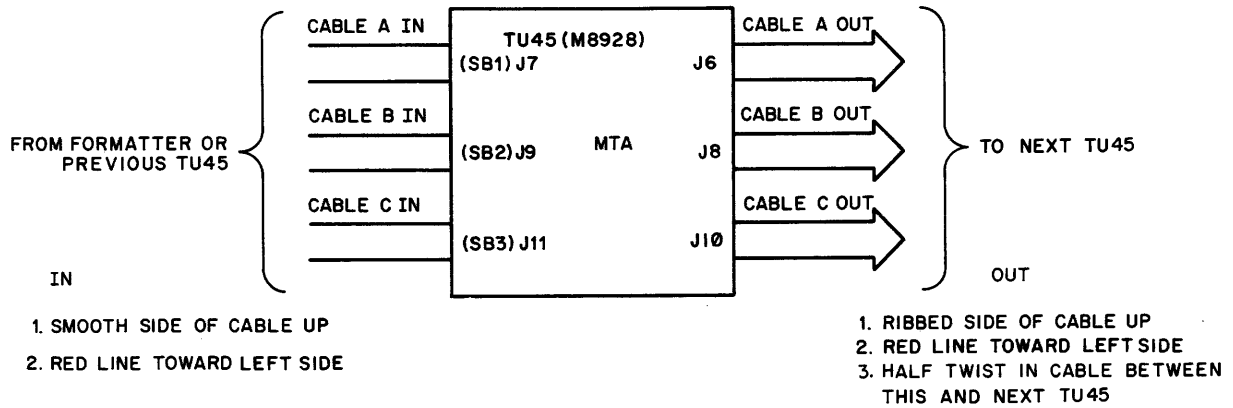 CABLE A IN
TU45(M8928)
CABLE A OUT
(SB1)J7
J6
CABLE B IN
CABLE B OUT
FROM FORMATTER OR
PREVIOUS TU45
(SB2)J9
MTA
J8
TO NEXT TU45
CABLE C IN
CABLE C OUT
(SB3)J11
J10
IN
OUT
1. SMOOTH SIDE OF CABLE UP
2. RED LINE TOWARD LEFT SIDE
1. RIBBED SIDE OF CABLE UP
2. RED LINE TOWARD LEFT SIDE
3. HALF TWIST IN CABLE BETWEEN
THIS AND NEXT TU45